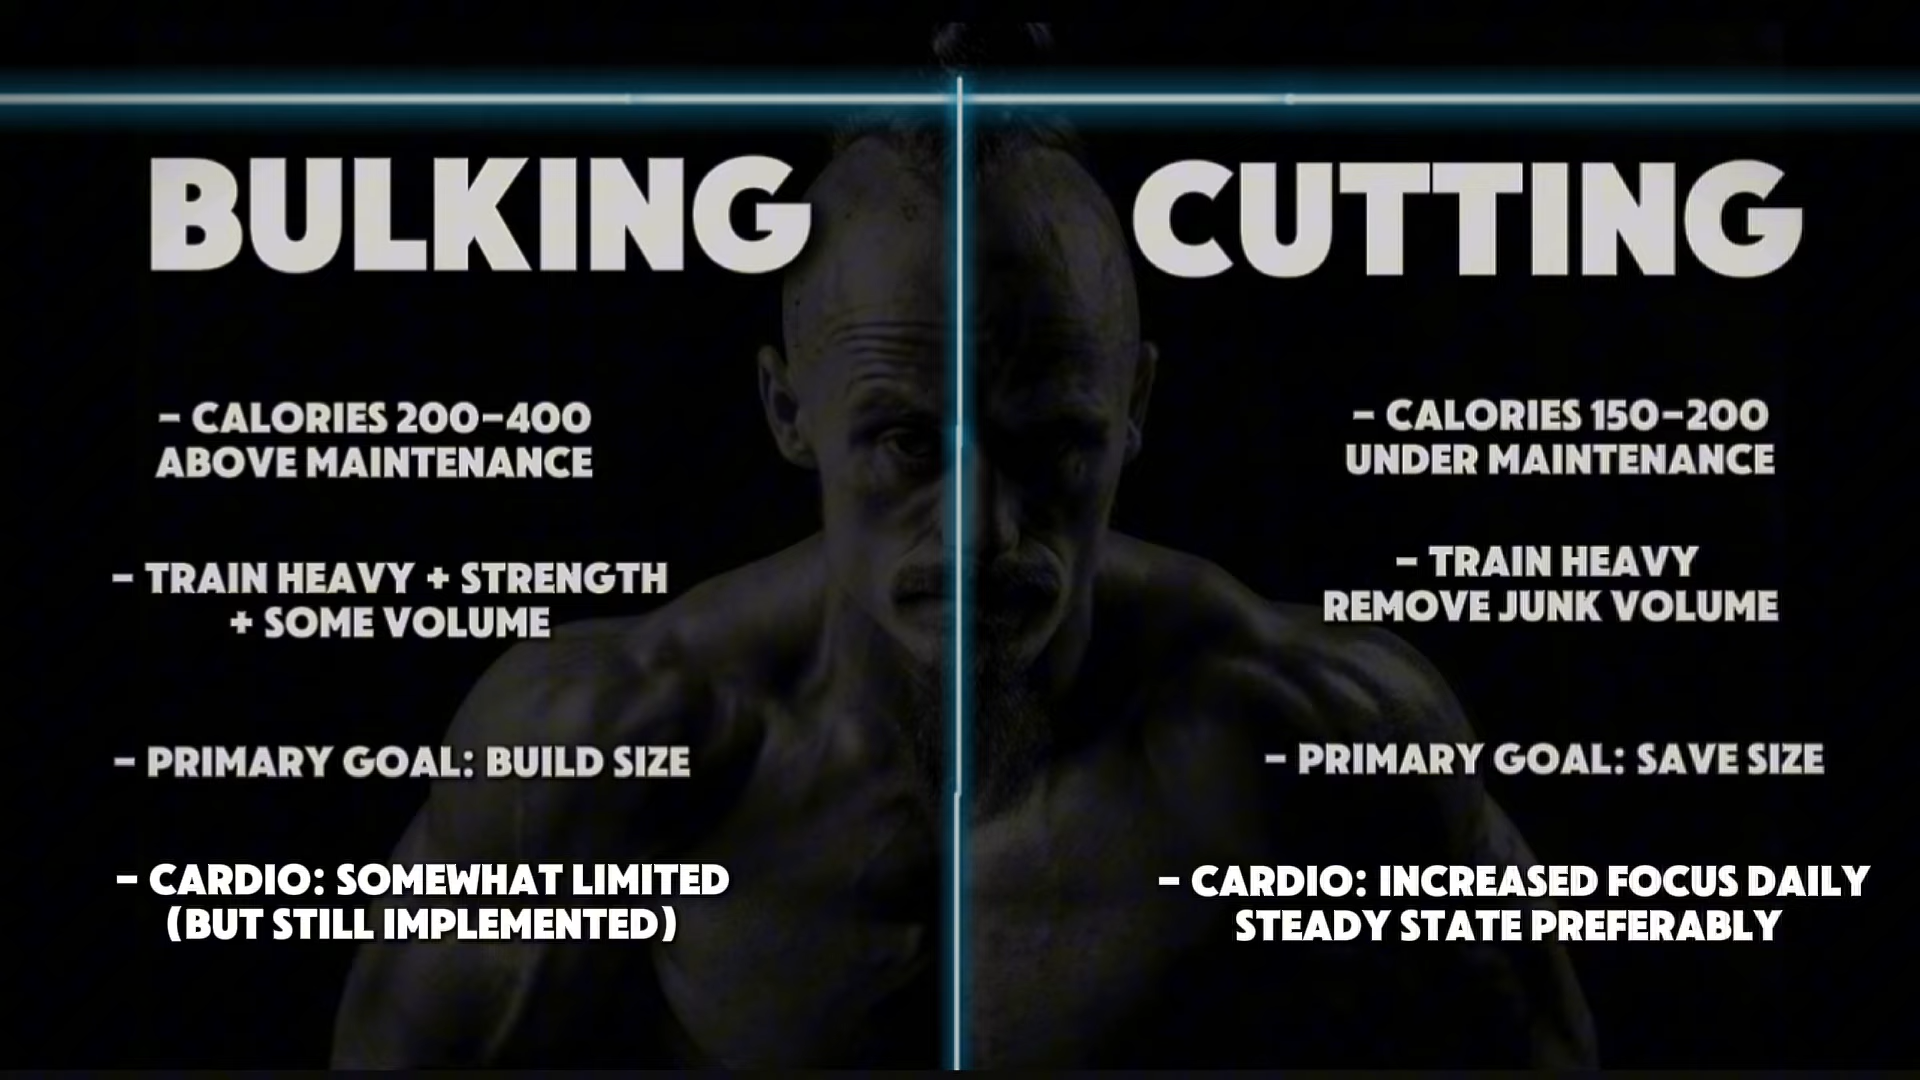 BULKING
- CALORIES 200-400
ABOVE MAINTENANCE
- TRAIN HEAVY + STRENGTH
+ SOME VOLUME
- PRIMARY GOAL: BUILD SIZE
- CARDIO: SOMEWHAT LIMITED
(BUT STILL IMPLEMENTED)
CUTTING
- CALORIES 150-200
UNDER MAINTENANCE
- TRAIN HEAVY
REMOVE JUNK VOLUME
- PRIMARY GOAL: SAVE SIZE
- CARDIO: INCREASED FOCUS DAILY
STEADY STATE PREFERABLY